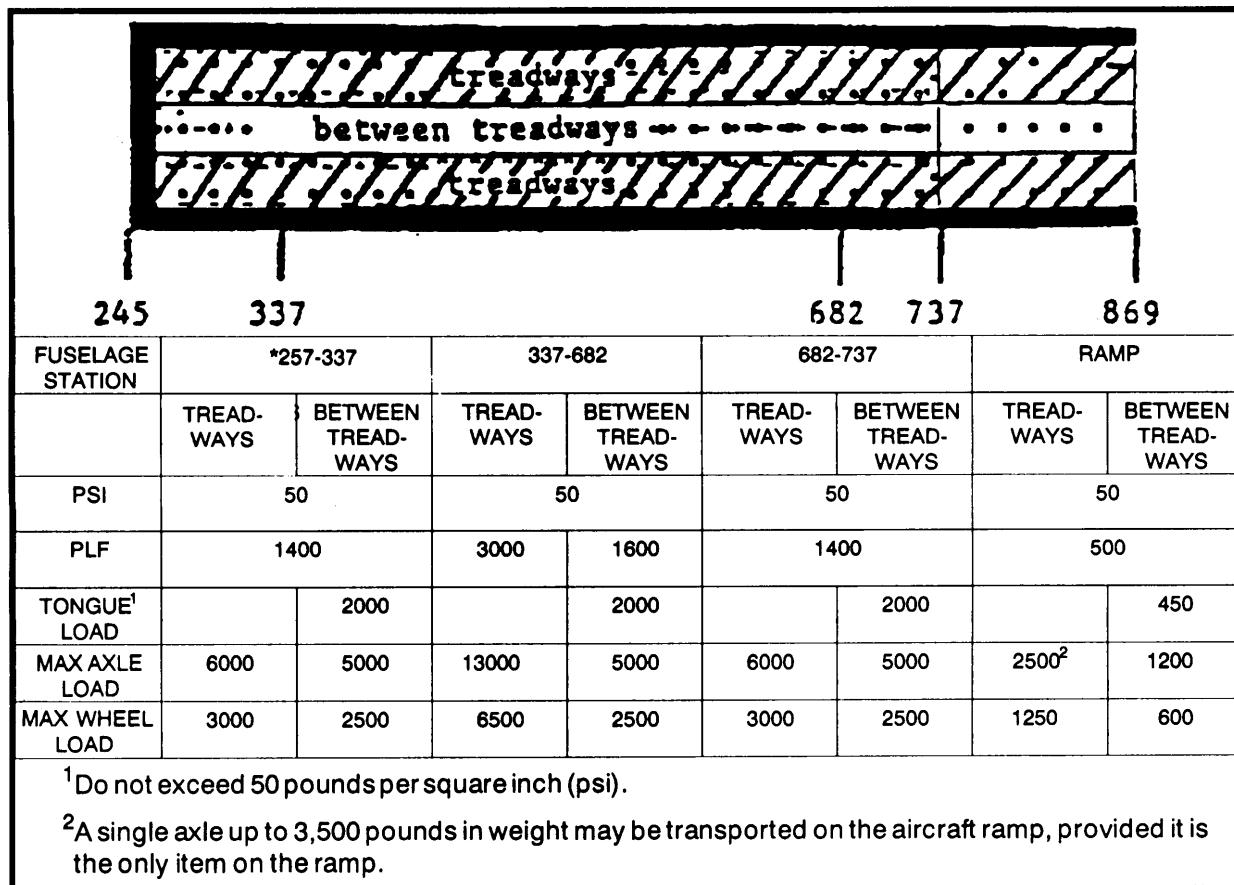 treadways
between treadways
treadways
245 337 682 737 869
FUSELAGE STATION *257-337 337-682 682-737 RAMP
TREAD-WAYS BETWEEN TREAD-WAYS TREAD-WAYS BETWEEN TREAD-WAYS TREAD-WAYS BETWEEN TREAD-WAYS TREAD-WAYS BETWEEN TREAD-WAYS
PSI 50 50 50 50
PLF 1400 3000 1600 1400 500
TONGUE¹ LOAD 2000 2000 2000 450
MAX AXLE LOAD 6000 5000 13000 5000 6000 5000 2500² 1200
MAX WHEEL LOAD 3000 2500 6500 2500 3000 2500 1250 600
¹Do not exceed 50 pounds per square inch (psi).
²A single axle up to 3,500 pounds in weight may be transported on the aircraft ramp, provided it is
the only item on the ramp.